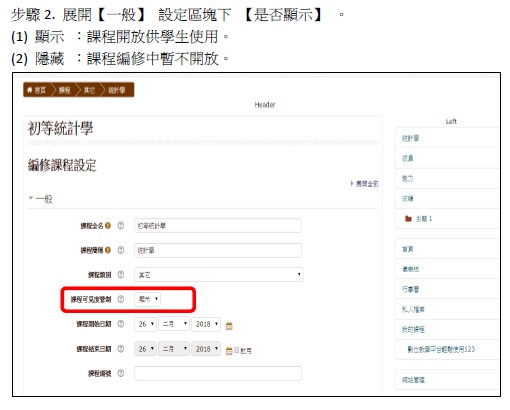 步驟 2. 展開【一般】 設定區塊下 【是否顯示】 。
(1) 顯示 ：課程開放供學生使用。
(2) 隱藏 ：課程編修中暫不開放。
首頁 課程 其它 統計學
Header
初等統計學
編修課程設定
展開全部
一般
課程全名 初等統計學
課程簡稱 統計學
課程類別 其它
課程可見度管制 顯示
課程開始日期 26 二月 2018
課程結束日期 26 二月 2018 啟用
課程編號
Left
統計學
成員
能力
成績
主題 1
首頁
儀表板
行事曆
私人檔案
我的課程
數位教學平台輕鬆使用123
網站管理